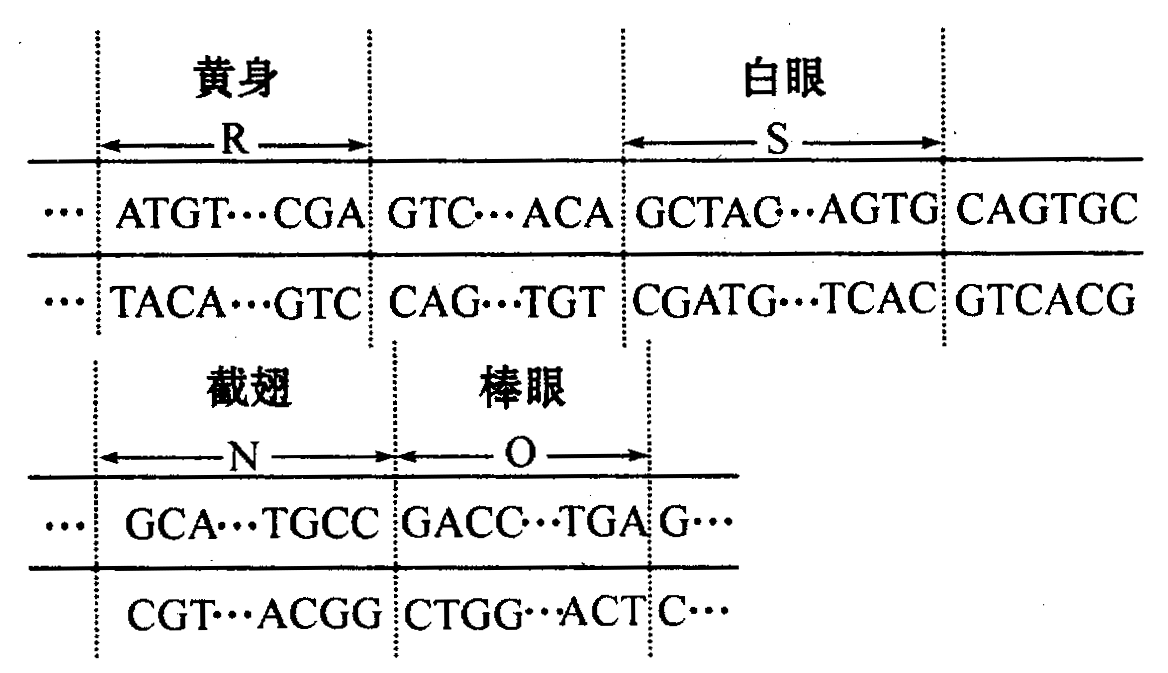 黄身 白眼
R S
··· ATGT···CGA GTC···ACA GCTAC···AGTG CAGTGC
··· TACA···GTC CAG···TGT CGATG···TCAC GTCACG
截翅 棒眼
N O
··· GCA···TGCC GACC···TGA G···
CGT···ACGG CTGG···ACT C···